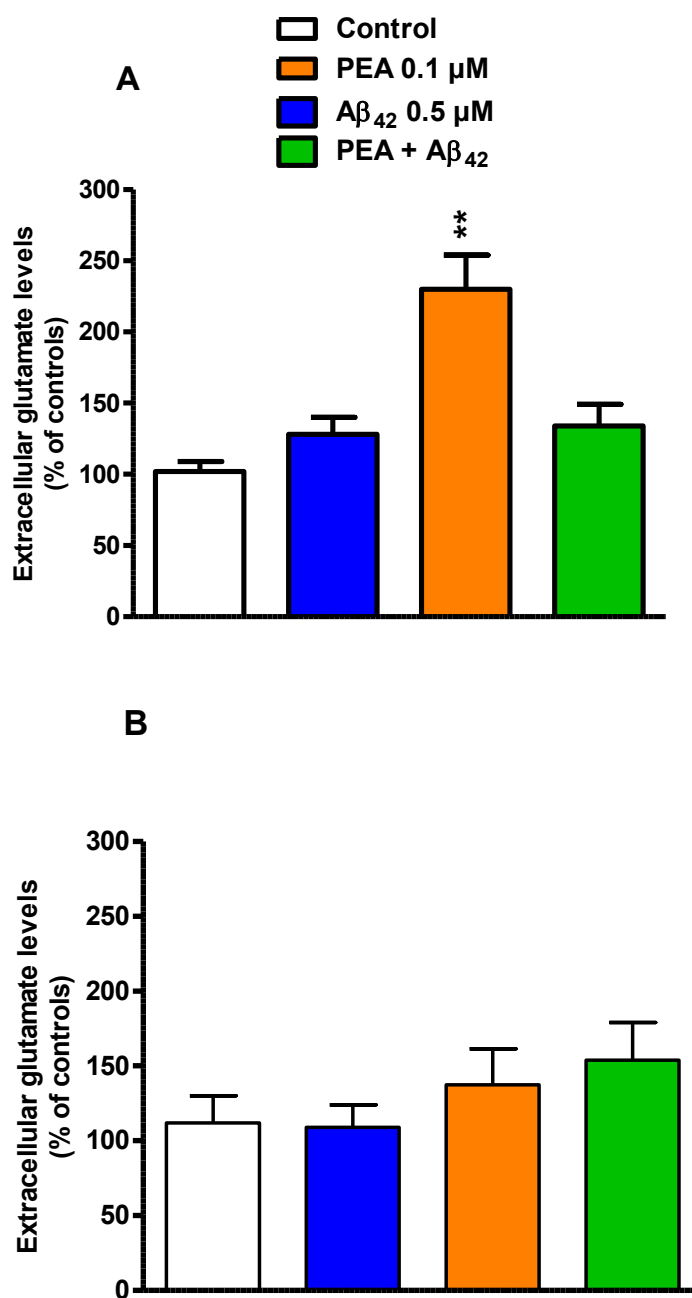 Control
A
PEA 0.1 µM
Aβ42 0.5 µM
PEA + Aβ42
Extracellular glutamate levels
(% of controls)
300
250
200
150
100
50
0
**
B
Extracellular glutamate levels
(% of controls)
300
250
200
150
100
50
0